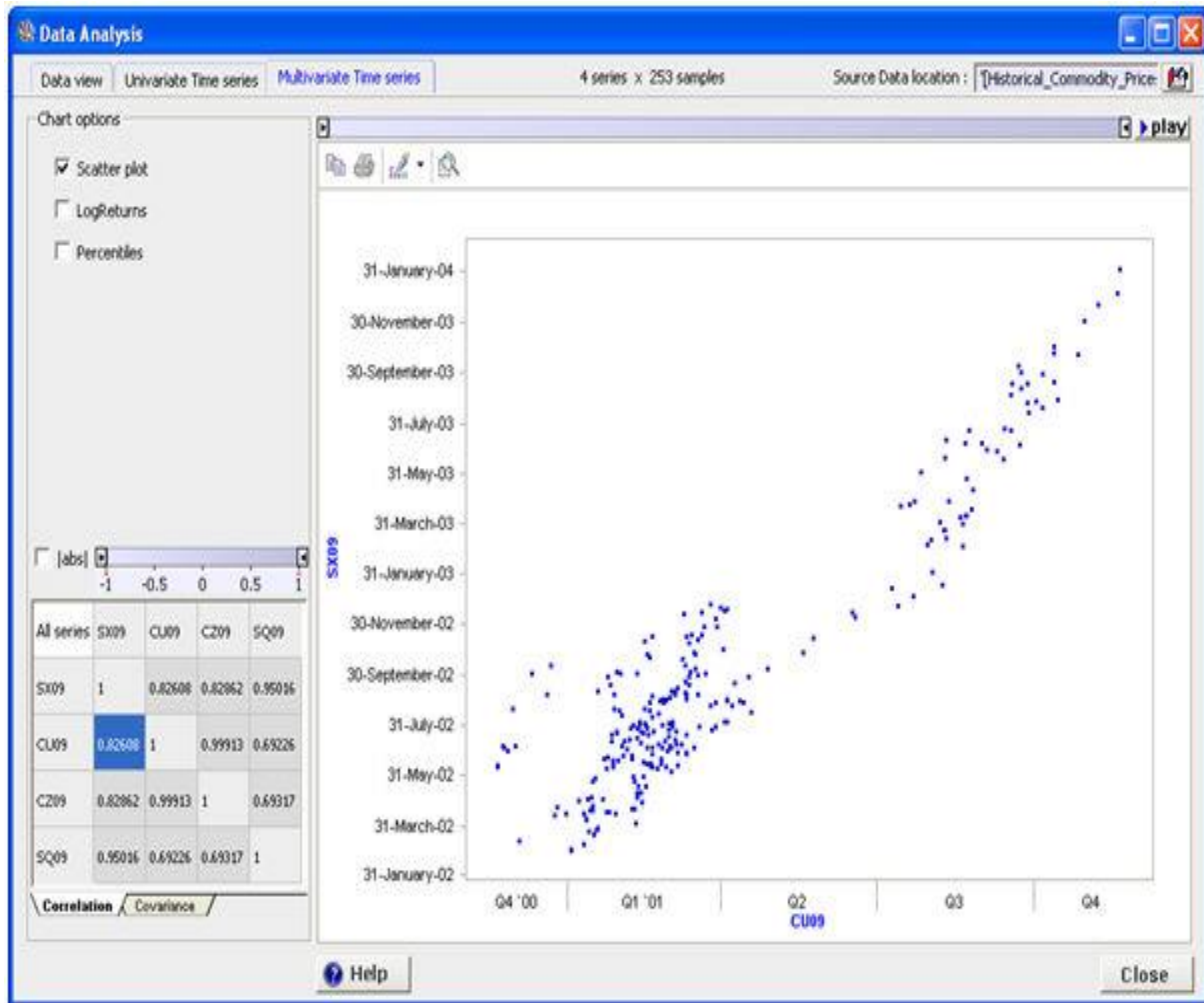 Data Analysis
Data view Univariate Time series Multivariate Time series 4 series x 253 samples Source Data location : '[Historical_Commodity_Price:
Chart options
play
Scatter plot
LogReturns
Percentiles
31-January-04
30-November-03
30-September-03
31-July-03
31-May-03
31-March-03
31-January-03
30-November-02
30-September-02
31-July-02
31-May-02
31-March-02
31-January-02
SX09
Q4 '00 Q1 '01 Q2 Q3 Q4
CU09
|abs|
-1 -0.5 0 0.5 1
All series SX09 CU09 CZ09 SQ09
SX09 1 0.82608 0.82862 0.95016
CU09 0.82608 1 0.99913 0.69226
CZ09 0.82862 0.99913 1 0.69317
SQ09 0.95016 0.69226 0.69317 1
Correlation Covariance
Help Close